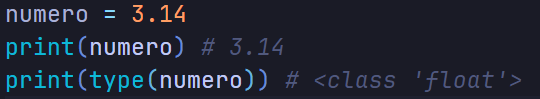 numero = 3.14
print(numero) # 3.14
print(type(numero)) # <class 'float'>